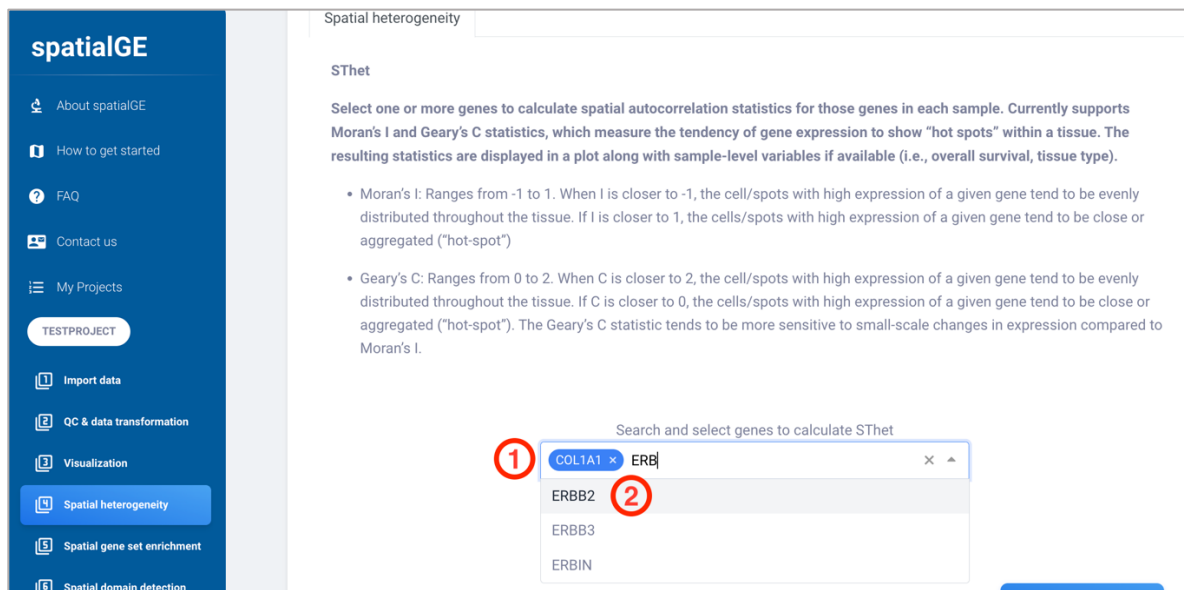 spatialGE
About spatialGE
How to get started
FAQ
Contact us
My Projects
TESTPROJECT
1 Import data
2 QC & data transformation
3 Visualization
4 Spatial heterogeneity
5 Spatial gene set enrichment
6 Spatial domain detection
Spatial heterogeneity
SThet
Select one or more genes to calculate spatial autocorrelation statistics for those genes in each sample. Currently supports
Moran's I and Geary's C statistics, which measure the tendency of gene expression to show “hot spots” within a tissue. The
resulting statistics are displayed in a plot along with sample-level variables if available (i.e., overall survival, tissue type).
• Moran's I: Ranges from -1 to 1. When I is closer to -1, the cell/spots with high expression of a given gene tend to be evenly
distributed throughout the tissue. If I is closer to 1, the cells/spots with high expression of a given gene tend to be close or
aggregated (“hot-spot”)
• Geary's C: Ranges from 0 to 2. When C is closer to 2, the cell/spots with high expression of a given gene tend to be evenly
distributed throughout the tissue. If C is closer to 0, the cells/spots with high expression of a given gene tend to be close or
aggregated (“hot-spot”). The Geary's C statistic tends to be more sensitive to small-scale changes in expression compared to
Moran's I.
Search and select genes to calculate SThet
1 COL1A1 × ERB
ERBB2 2
ERBB3
ERBIN